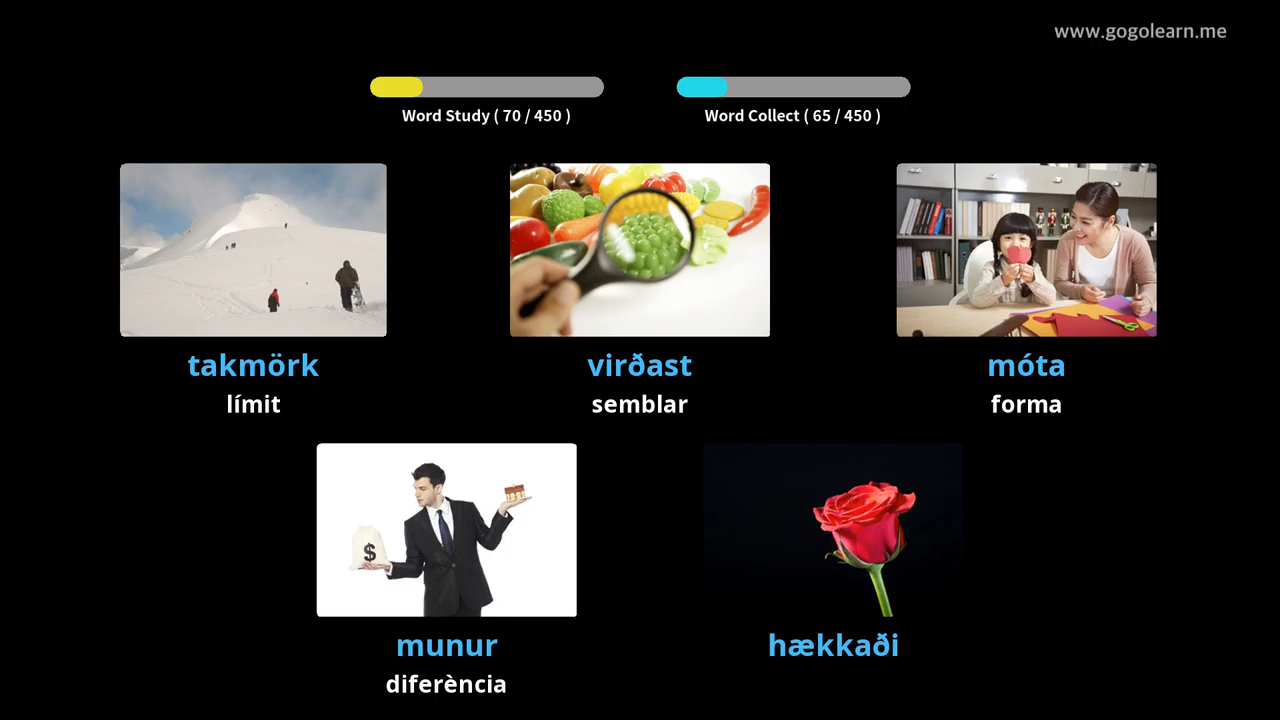 www.gogolearn.me
Word Study ( 70 / 450 )
Word Collect ( 65 / 450 )
takmörk
límit
virðast
semblar
móta
forma
munur
diferència
hækkaði